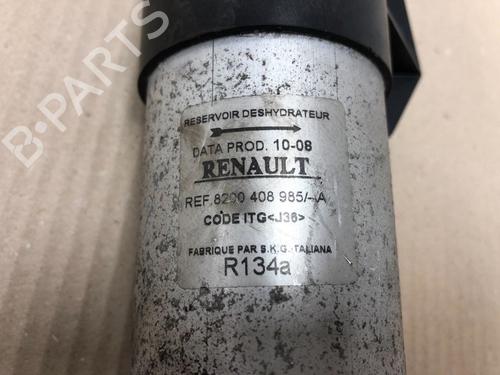 RESERVOIR DESHYDRATEUR
DATA PROD. 10-08
RENAULT
REF.8200 408 985/--A
CODE ITG<J36>
FABRIQUE PAR S.K.G. ITALIANA
R134a
B-PARTS